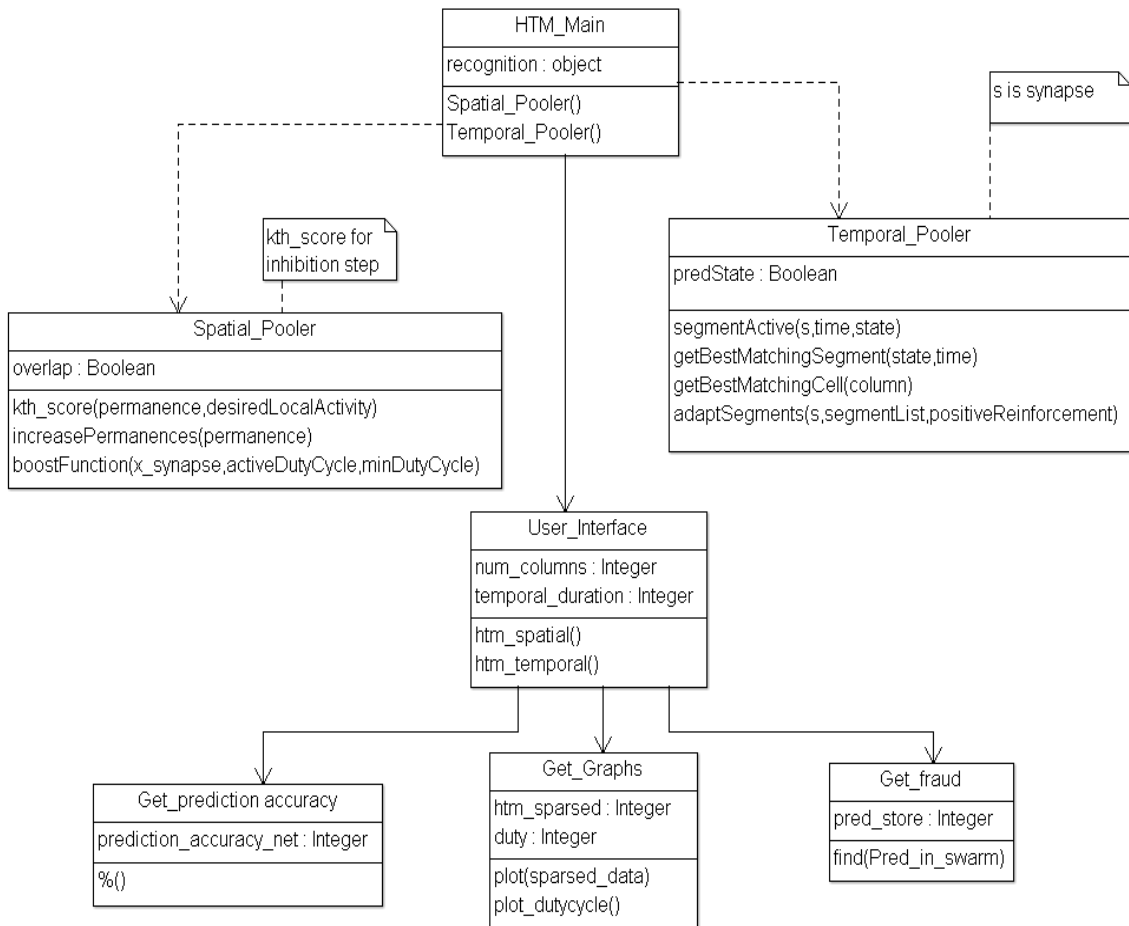 HTM_Main
recognition : object
Spatial_Pooler()
Temporal_Pooler()
s is synapse
kth_score for
inhibition step
Temporal_Pooler
predState : Boolean
segmentActive(s,time,state)
getBestMatchingSegment(state,time)
getBestMatchingCell(column)
adaptSegments(s,segmentList,positiveReinforcement)
Spatial_Pooler
overlap : Boolean
kth_score(permanence,desiredLocalActivity)
increasePermanences(permanence)
boostFunction(x_synapse,activeDutyCycle,minDutyCycle)
User_Interface
num_columns : Integer
temporal_duration : Integer
htm_spatial()
htm_temporal()
Get_prediction accuracy
prediction_accuracy_net : Integer
%()
Get_Graphs
htm_sparsed : Integer
duty : Integer
plot(sparsed_data)
plot_dutycycle()
Get_fraud
pred_store : Integer
find(Pred_in_swarm)